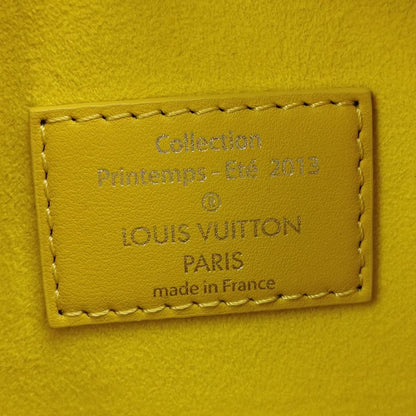 Collection
Printemps - Eté 2013
®
LOUIS VUITTON
PARIS
made in France